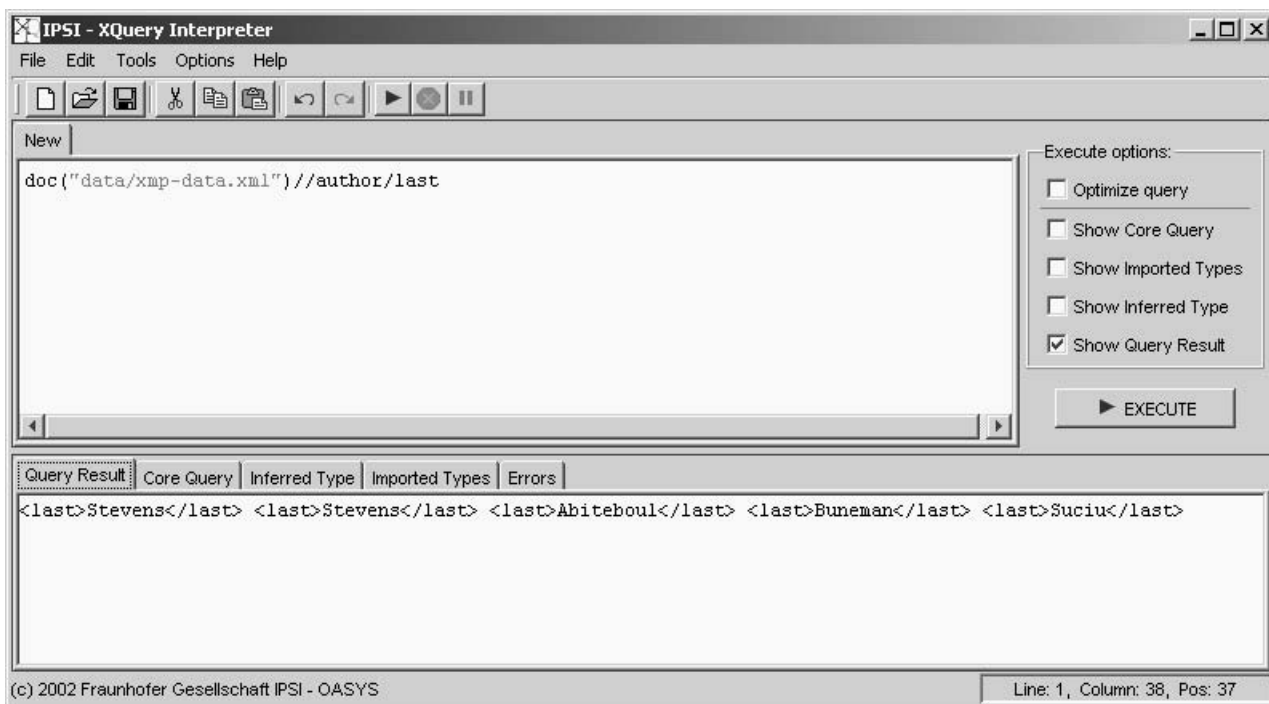 IPSI - XQuery Interpreter
File Edit Tools Options Help
New
doc("data/xmp-data.xml")//author/last
Execute options:
Optimize query
Show Core Query
Show Imported Types
Show Inferred Type
Show Query Result
EXECUTE
Query Result Core Query Inferred Type Imported Types Errors
<last>Stevens</last> <last>Stevens</last> <last>Abiteboul</last> <last>Buneman</last> <last>Suciu</last>
(c) 2002 Fraunhofer Gesellschaft IPSI - OASYS
Line: 1, Column: 38, Pos: 37